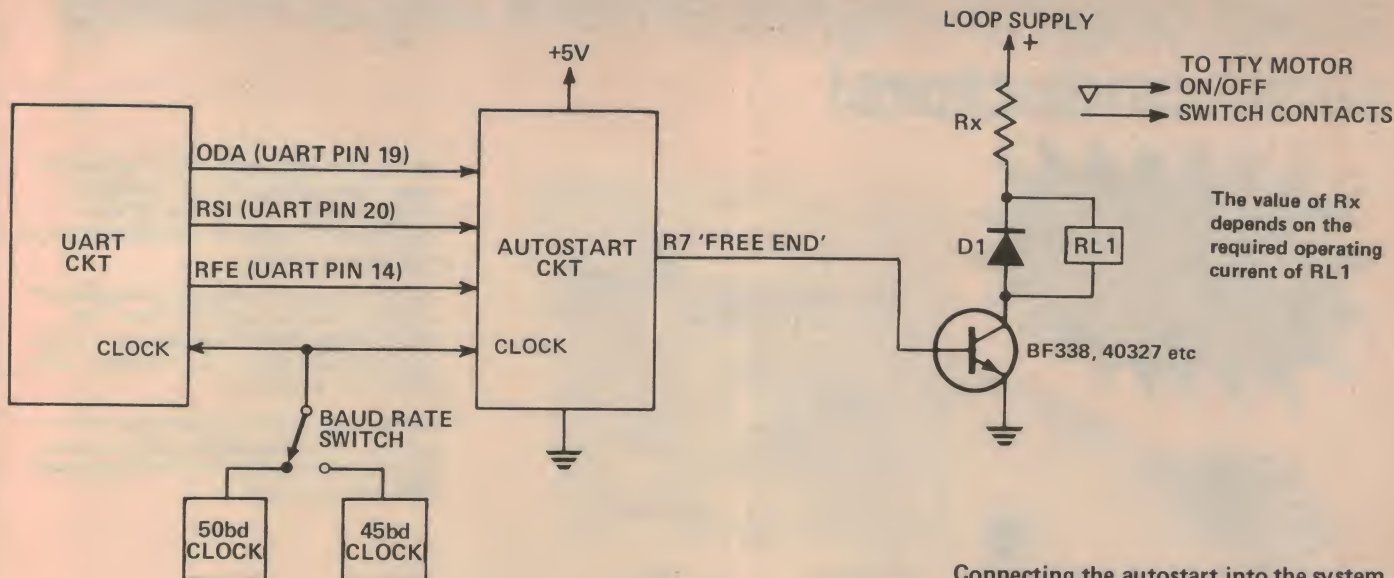 LOOP SUPPLY
+
+5V
TO TTY MOTOR
ON/OFF
SWITCH CONTACTS
Rx
ODA (UART PIN 19)
RSI (UART PIN 20)
RFE (UART PIN 14)
UART
CKT
CLOCK
AUTOSTART
CKT
CLOCK
R7 'FREE END'
D1
RL1
The value of Rx
depends on the
required operating
current of RL1
BF338, 40327 etc
BAUD RATE
SWITCH
50bd
CLOCK
45bd
CLOCK
Connecting the autostart into the system